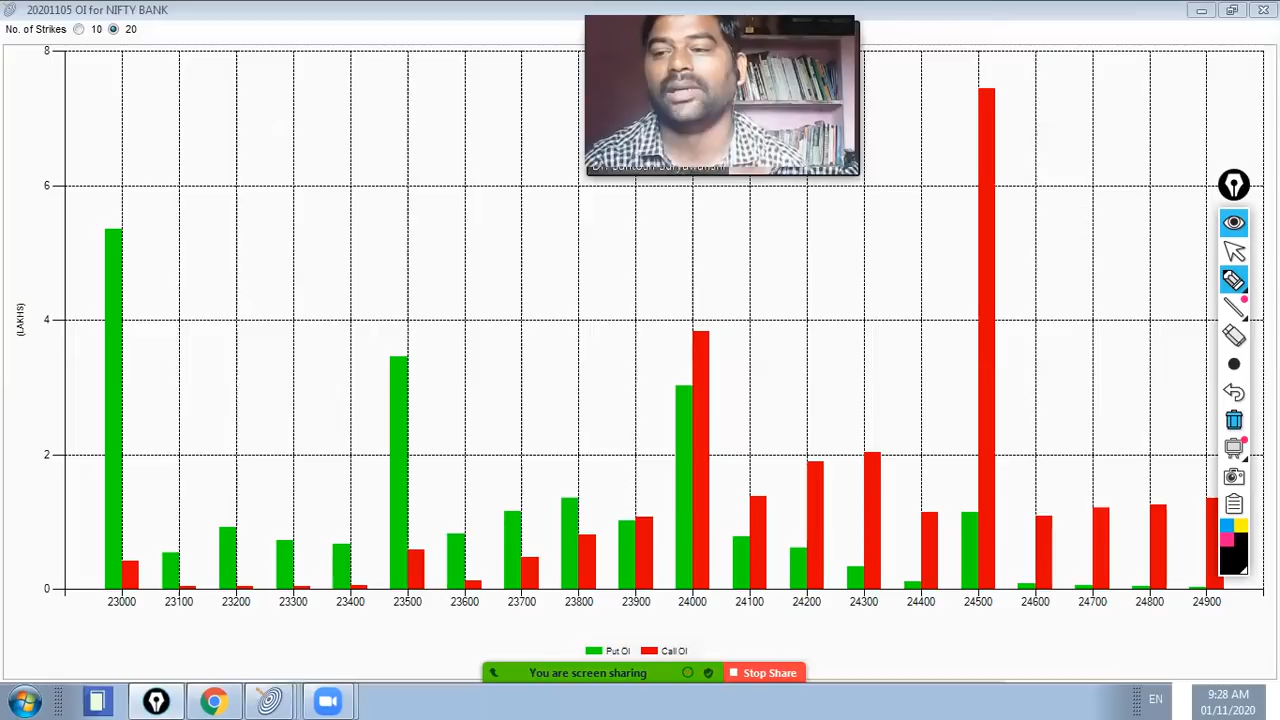 20201105 OI for NIFTY BANK
No. of Strikes 10 20
8
6
4
2
0
(LAKHS)
23000 23100 23200 23300 23400 23500 23600 23700 23800 23900 24000 24100 24200 24300 24400 24500 24600 24700 24800 24900
Put OI Call OI
You are screen sharing Stop Share
EN
9:28 AM
01/11/2020